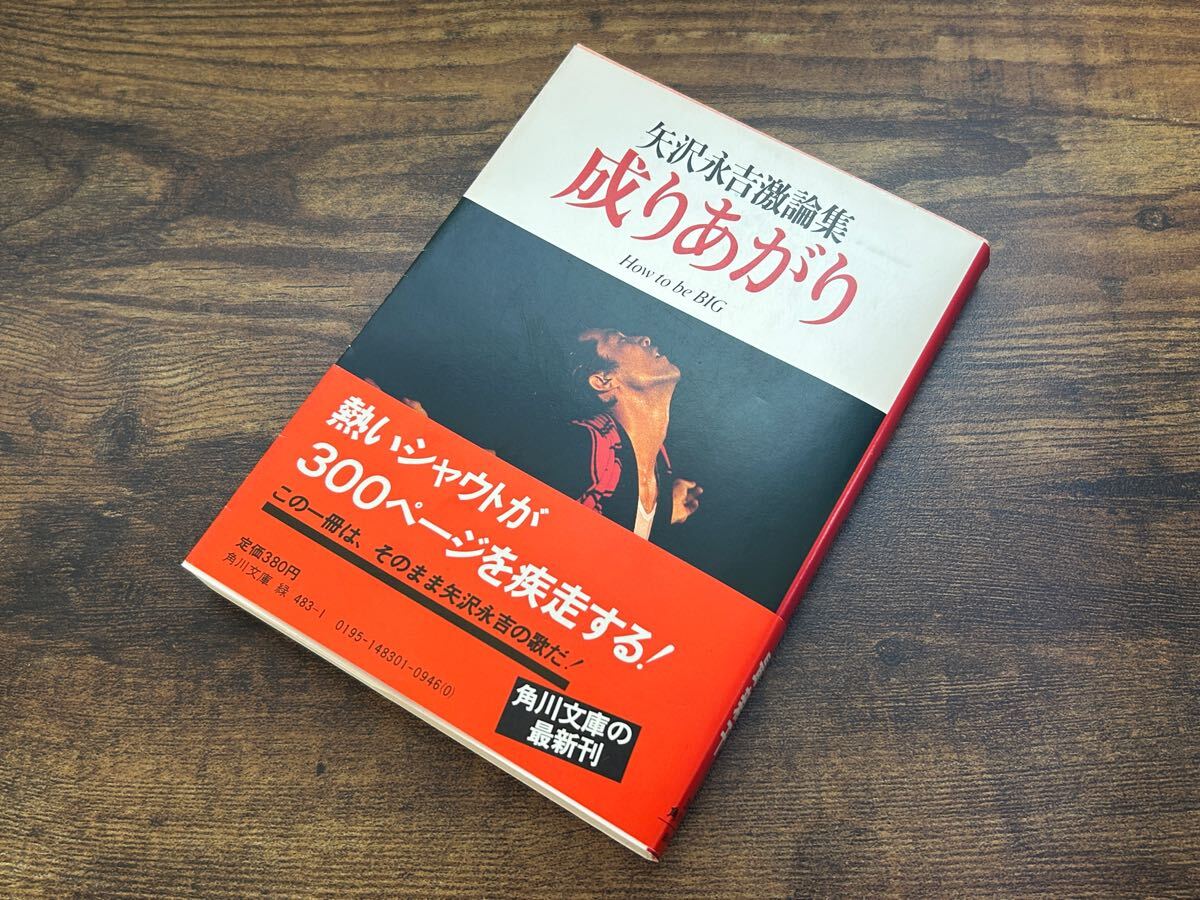 矢沢永吉激論集
成りあがり
How to be BIG
熱いシャウトが
300ページを疾走する!
この一冊は、そのまま矢沢永吉の歌だ!
定価380円
角川文庫 緑 483-1 0195-148301-0946(0)
角川文庫の
最新刊